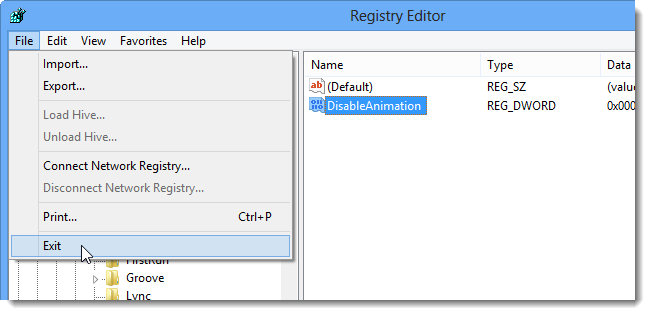 Registry Editor
File Edit View Favorites Help
Import...
Export...
Load Hive...
Unload Hive...
Connect Network Registry...
Disconnect Network Registry...
Print... Ctrl+P
Exit
Name Type Data
(Default) REG_SZ (valu
DisableAnimation REG_DWORD 0x000
FirstRun
Groove
Lync